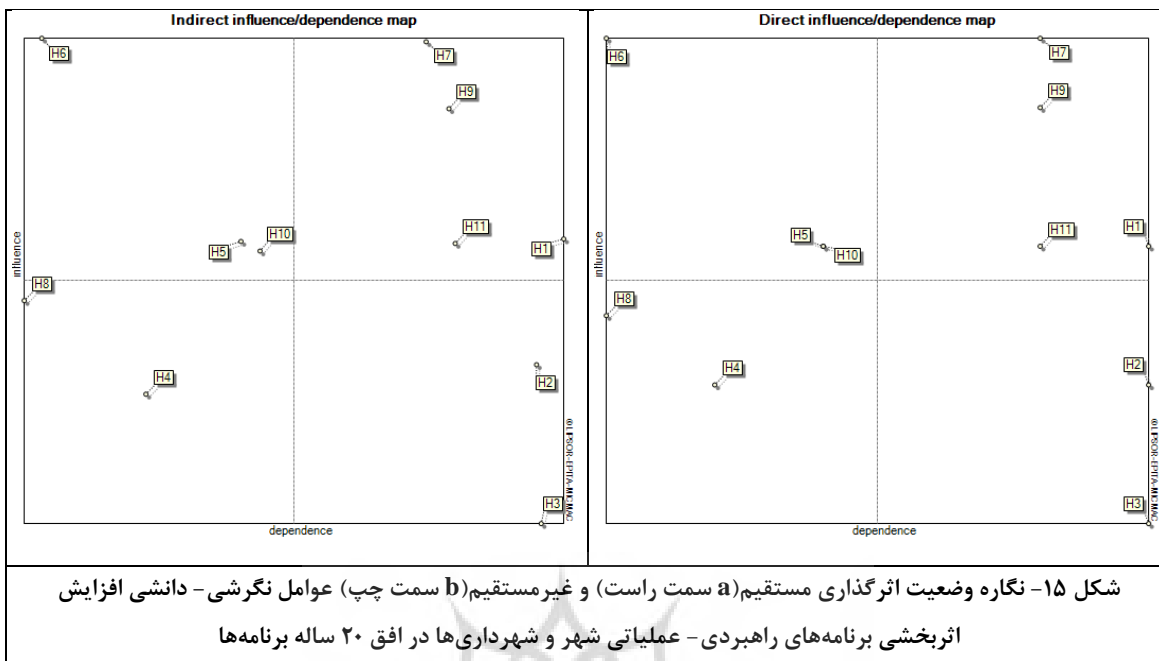 Indirect influence/dependence map
H6
H7
H9
H11
H10
H5
H1
H8
H4
H2
H3
influence
dependence
© LIPSOR-EPITA-MICMAC
Direct influence/dependence map
H6
H7
H9
H1
H5
H11
H10
H8
H2
H4
H3
influence
dependence
© LIPSOR-EPITA-MICMAC
شکل ۱۵- نگاره وضعیت اثرگذاری مستقیم(a سمت راست) و غیرمستقیم(b سمت چپ) عوامل نگرشی- دانشی افزایش
اثربخشی برنامه‌های راهبردی- عملیاتی شهر و شهرداری‌ها در افق ۲۰ ساله برنامه‌ها